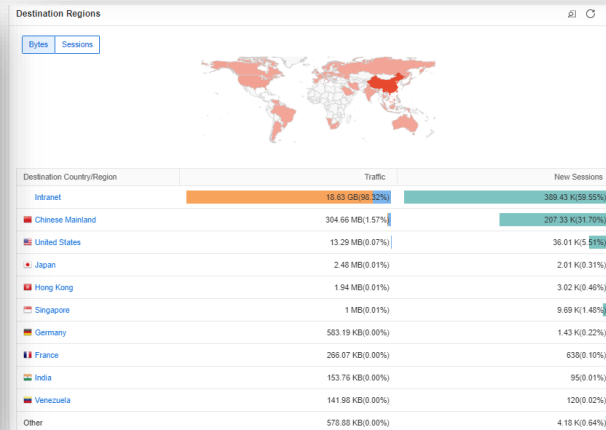 Destination Regions
Bytes Sessions
Destination Country/Region Traffic New Sessions
Intranet 18.63 GB(98.32%) 389.43 K(59.55%)
Chinese Mainland 304.66 MB(1.57%) 207.33 K(31.70%)
United States 13.29 MB(0.07%) 36.01 K(5.51%)
Japan 2.48 MB(0.01%) 2.01 K(0.31%)
Hong Kong 1.94 MB(0.01%) 3.02 K(0.46%)
Singapore 1 MB(0.01%) 9.69 K(1.48%)
Germany 583.19 KB(0.00%) 1.43 K(0.22%)
France 266.07 KB(0.00%) 638(0.10%)
India 153.76 KB(0.00%) 95(0.01%)
Venezuela 141.98 KB(0.00%) 120(0.02%)
Other 578.88 KB(0.00%) 4.18 K(0.64%)